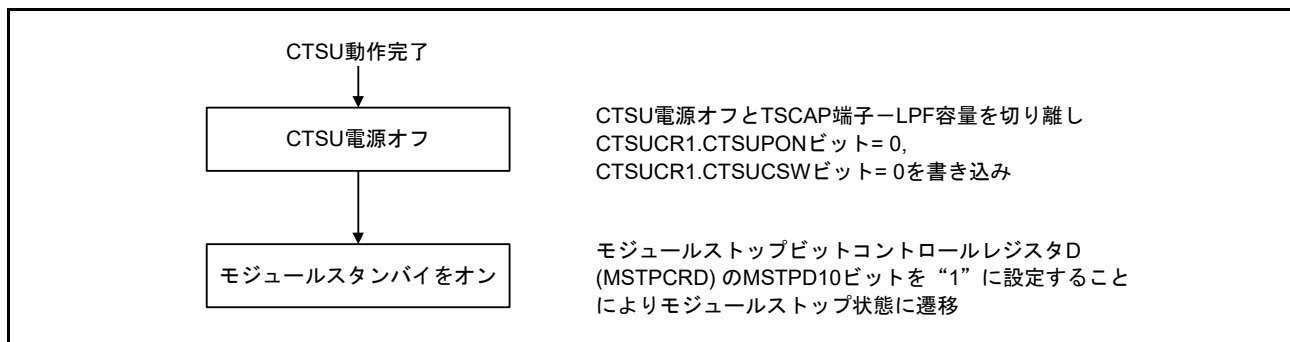 CTSU動作完了
CTSU電源オフ
CTSU電源オフとTSCAP端子－LPF容量を切り離し
CTSUCR1.CTSUPONビット= 0,
CTSUCR1.CTSUCSWビット= 0を書き込み
モジュールスタンバイをオン
モジュールストップビットコントロールレジスタD
(MSTPCRD) のMSTPD10ビットを“1”に設定すること
によりモジュールストップ状態に遷移